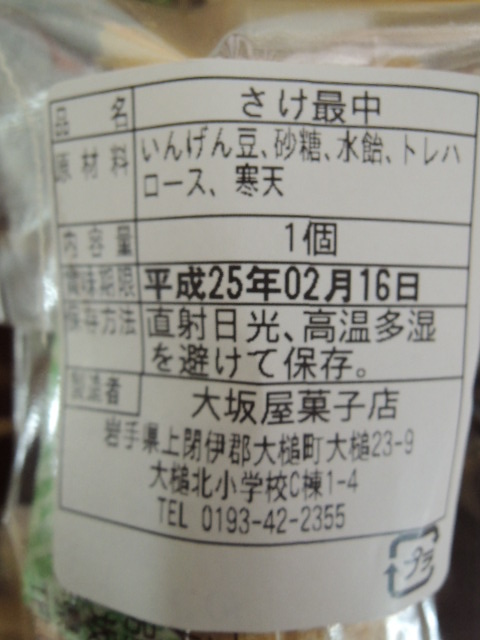 品 名 さけ最中
原材料 いんげん豆、砂糖、水飴、トレハ
ロース、寒天
内容量 1個
賞味期限 平成25年02月16日
保存方法 直射日光、高温多湿
を避けて保存。
製造者 大坂屋菓子店
岩手県上閉伊郡大槌町大槌23-9
大槌北小学校C棟1-4
TEL 0193-42-2355
プラ